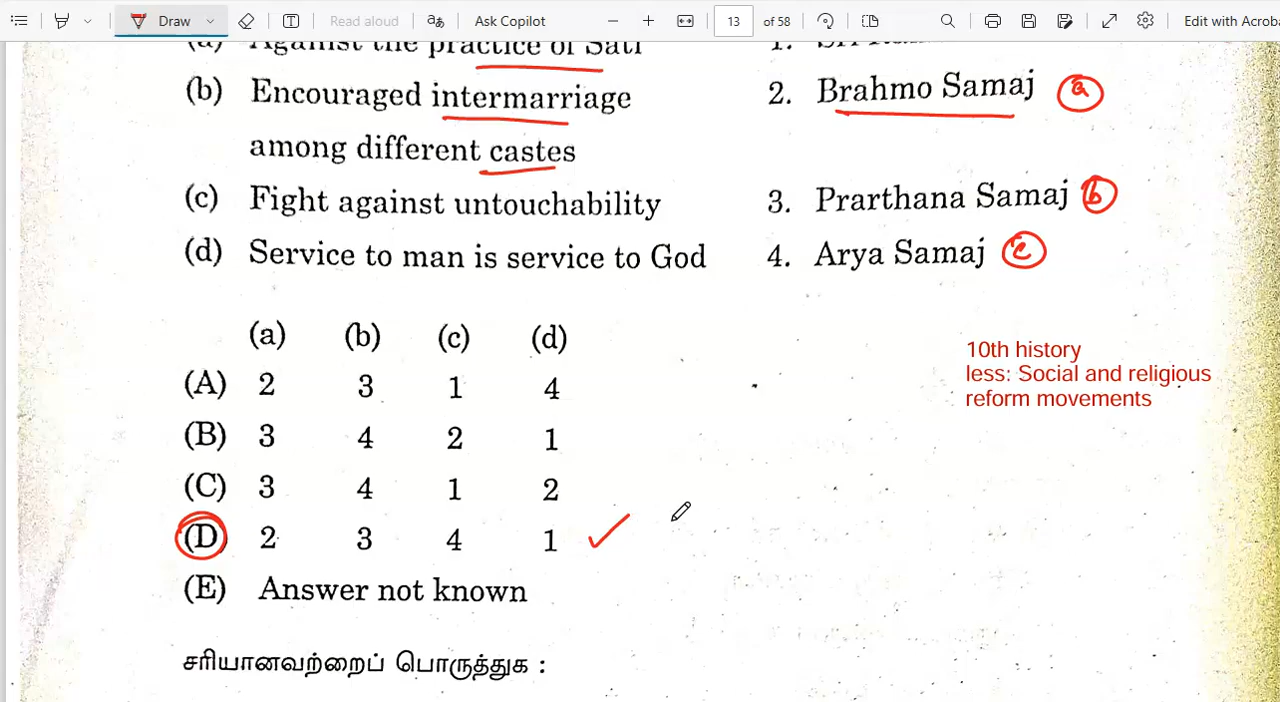 Draw
Read aloud
aあ
Ask Copilot
13 of 58
Edit with Acroba
(a) Against the practice of Sati 1.
(b) Encouraged intermarriage 2. Brahmo Samaj a
among different castes
(c) Fight against untouchability 3. Prarthana Samaj b
(d) Service to man is service to God 4. Arya Samaj c
(a) (b) (c) (d)
(A) 2 3 1 4
(B) 3 4 2 1
(C) 3 4 1 2
(D) 2 3 4 1
(E) Answer not known
10th history
less: Social and religious
reform movements
சரியானவற்றைப் பொருத்துக :